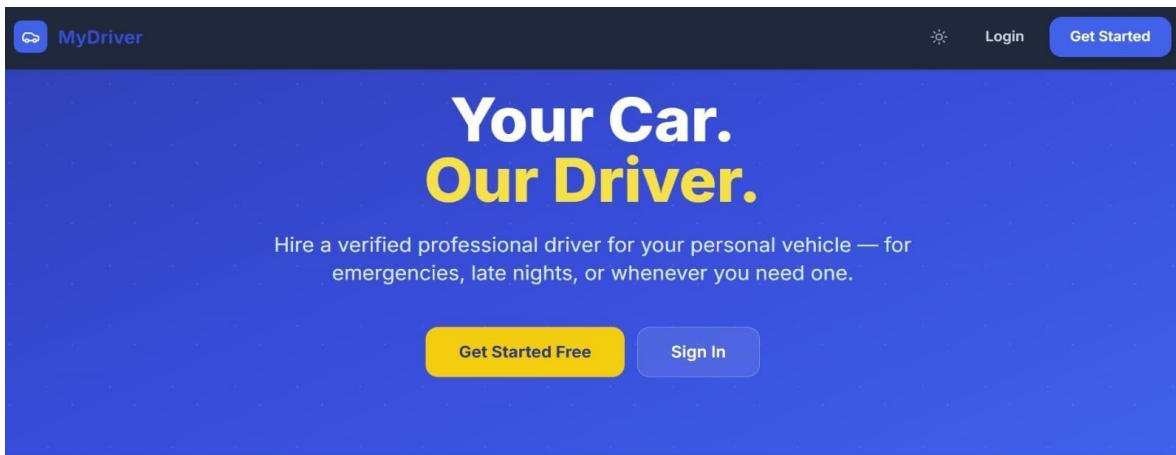 MyDriver
Login
Get Started
Your Car.
Our Driver.
Hire a verified professional driver for your personal vehicle — for
emergencies, late nights, or whenever you need one.
Get Started Free
Sign In